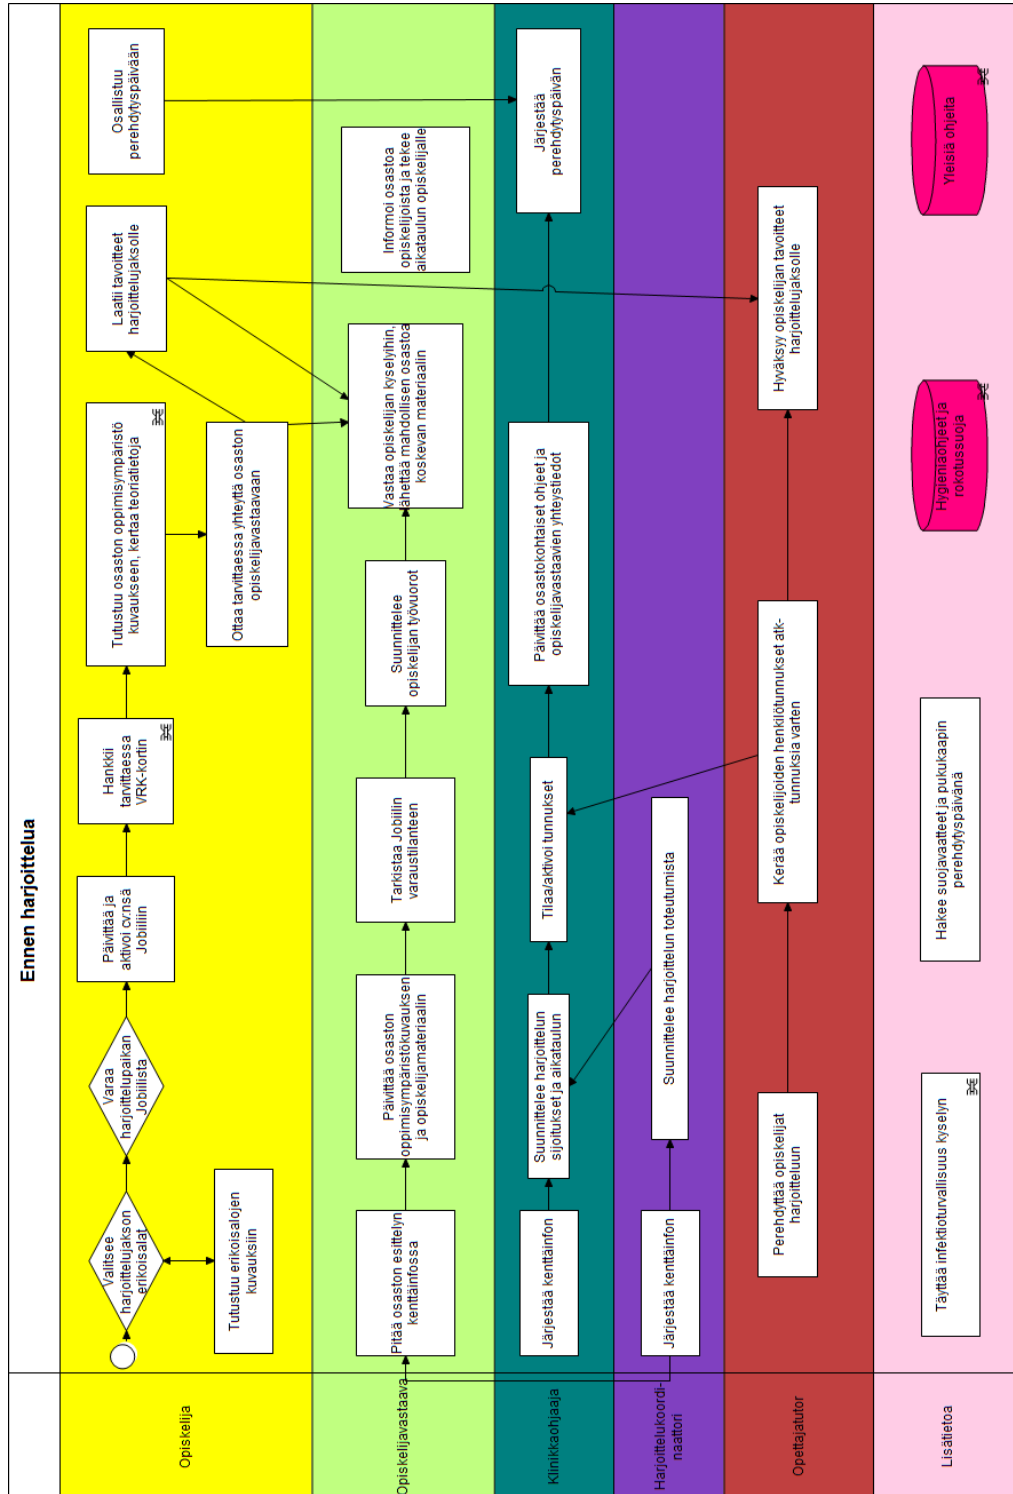 Ennen harjoittelua
Opiskelija
Valitsee
harjoittelujakson
erikoisalat
Tutustuu erikoisalojen
kuvauksiin
Varaa
harjoittelupaikan
Jobiilista
Päivittää ja
aktivoi cv:nsä
Jobiiliin
Hankkii
tarvittaessa
VRK-kortin
Tutustuu osaston oppimisympäristö
kuvaukseen, kertaa teoriatietoja
Ottaa tarvittaessa yhteyttä osaston
opiskelijavastaavaan
Laatii tavoitteet
harjoittelujaksolle
Osallistuu
perehdytyspäivään
Opiskelijavastaava
Pitää osaston esittelyn
kenttäinfossa
Päivittää osaston
oppimisympäristökuvauksen
ja opiskelijamateriaalin
Tarkistaa Jobiilin
varaustilanteen
Suunnittelee
opiskelijan työvuorot
Vastaa opiskelijan kyselyihin,
lähettää mahdollisen osastoa
koskevan materiaalin
Informoi osastoa
opiskelijoista ja tekee
aikataulun opiskelijalle
Klinikkaohjaaja
Järjestää kenttäinfon
Suunnittelee harjoittelun
sijoitukset ja aikataulun
Tilaa/aktivoi tunnukset
Päivittää osastokohtaiset ohjeet ja
opiskelijavastaavien yhteystiedot
Järjestää
perehdytyspäivän
Harjoittelukoordi-
naattori
Järjestää kenttäinfon
Suunnittelee harjoittelun toteutumista
Opettajatutor
Perehdyttää opiskelijat
harjoitteluun
Kerää opiskelijoiden henkilötunnukset atk-
tunnuksia varten
Hyväksyy opiskelijan tavoitteet
harjoittelujaksolle
Lisätietoa
Täyttää infektioturvallisuus kyselyn
Hakee suojavaatteet ja pukukaapin
perehdytyspäivänä
Hygieniaohjeet ja
rokotussuoja
Yleisiä ohjeita